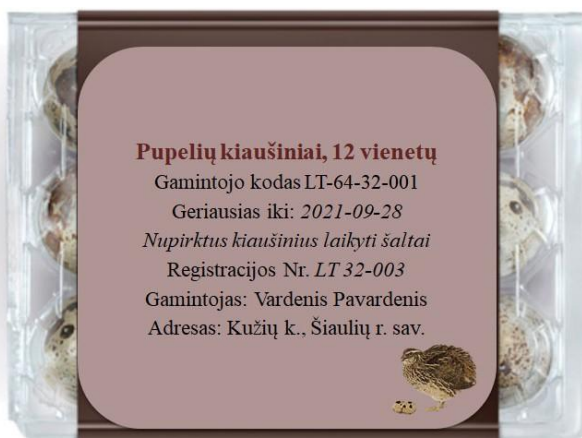 Pupelių kiaušiniai, 12 vienetų
Gamintojo kodas LT-64-32-001
Geriausias iki: 2021-09-28
Nupirktus kiaušinius laikyti šaltai
Registracijos Nr. LT 32-003
Gamintojas: Vardenis Pavardenis
Adresas: Kužių k., Šiaulių r. sav.